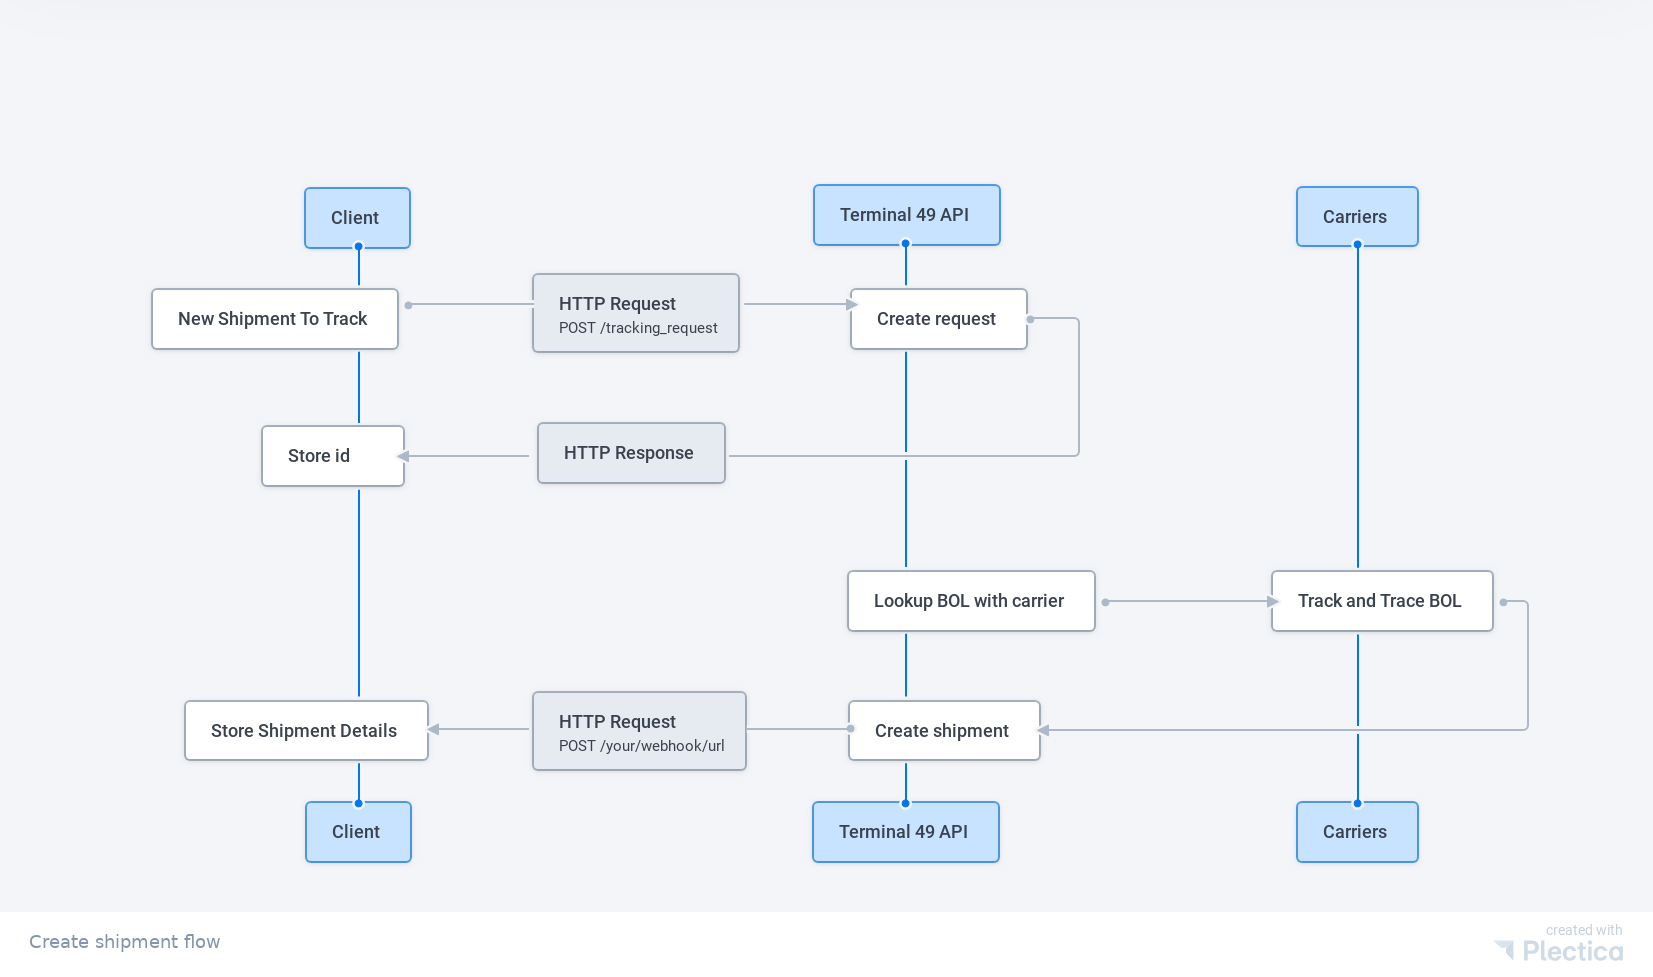 Client
Terminal 49 API
Carriers
New Shipment To Track
HTTP Request
POST /tracking_request
Create request
Store id
HTTP Response
Lookup BOL with carrier
Track and Trace BOL
Store Shipment Details
HTTP Request
POST /your/webhook/url
Create shipment
Client
Terminal 49 API
Carriers
Create shipment flow
created with
Plectica